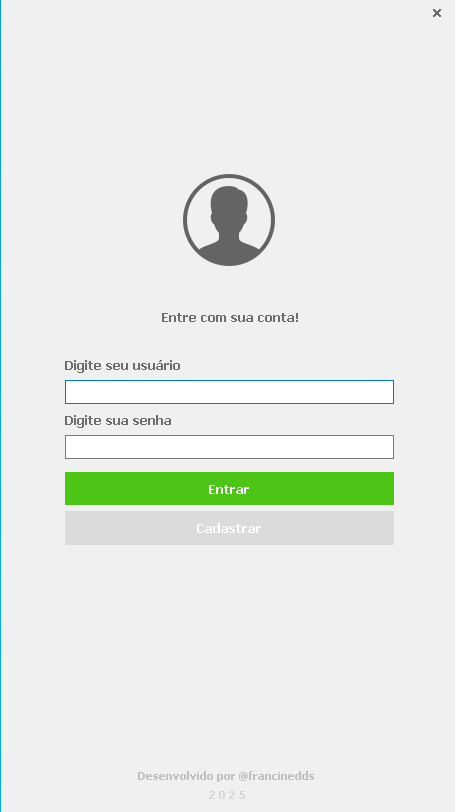 Entre com sua conta!
Digite seu usuário
Digite sua senha
Entrar
Cadastrar
Desenvolvido por @francinedds
2025